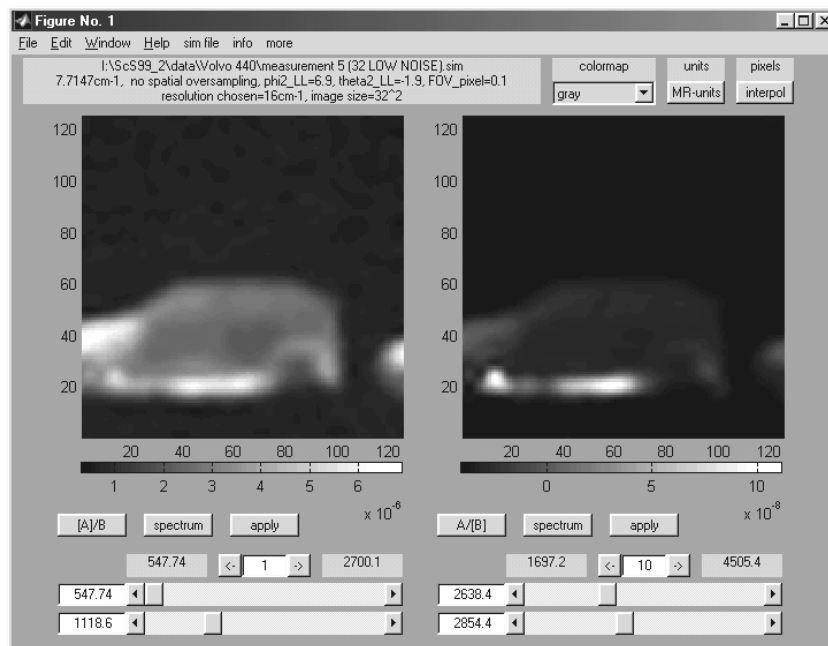 Figure No. 1
File Edit Window Help sim file info more
I:\ScS99_2\data\Volvo 440\measurement 5 (32 LOW NOISE).sim
7.7147cm-1, no spatial oversampling, phi2_LL=6.9, theta2_LL=-1.9, FOV_pixel=0.1
resolution chosen=16cm-1, image size=32^2
colormap
gray
units
MR-units
pixels
interpol
120
100
80
60
40
20
20 40 60 80 100 120
1 2 3 4 5 6
x 10^-6
120
100
80
60
40
20
20 40 60 80 100 120
0 5 10
x 10^-8
[A]/B spectrum apply
547.74 <- 1 -> 2700.1
547.74
1118.6
A/[B] spectrum apply
1697.2 <- 10 -> 4505.4
2638.4
2854.4